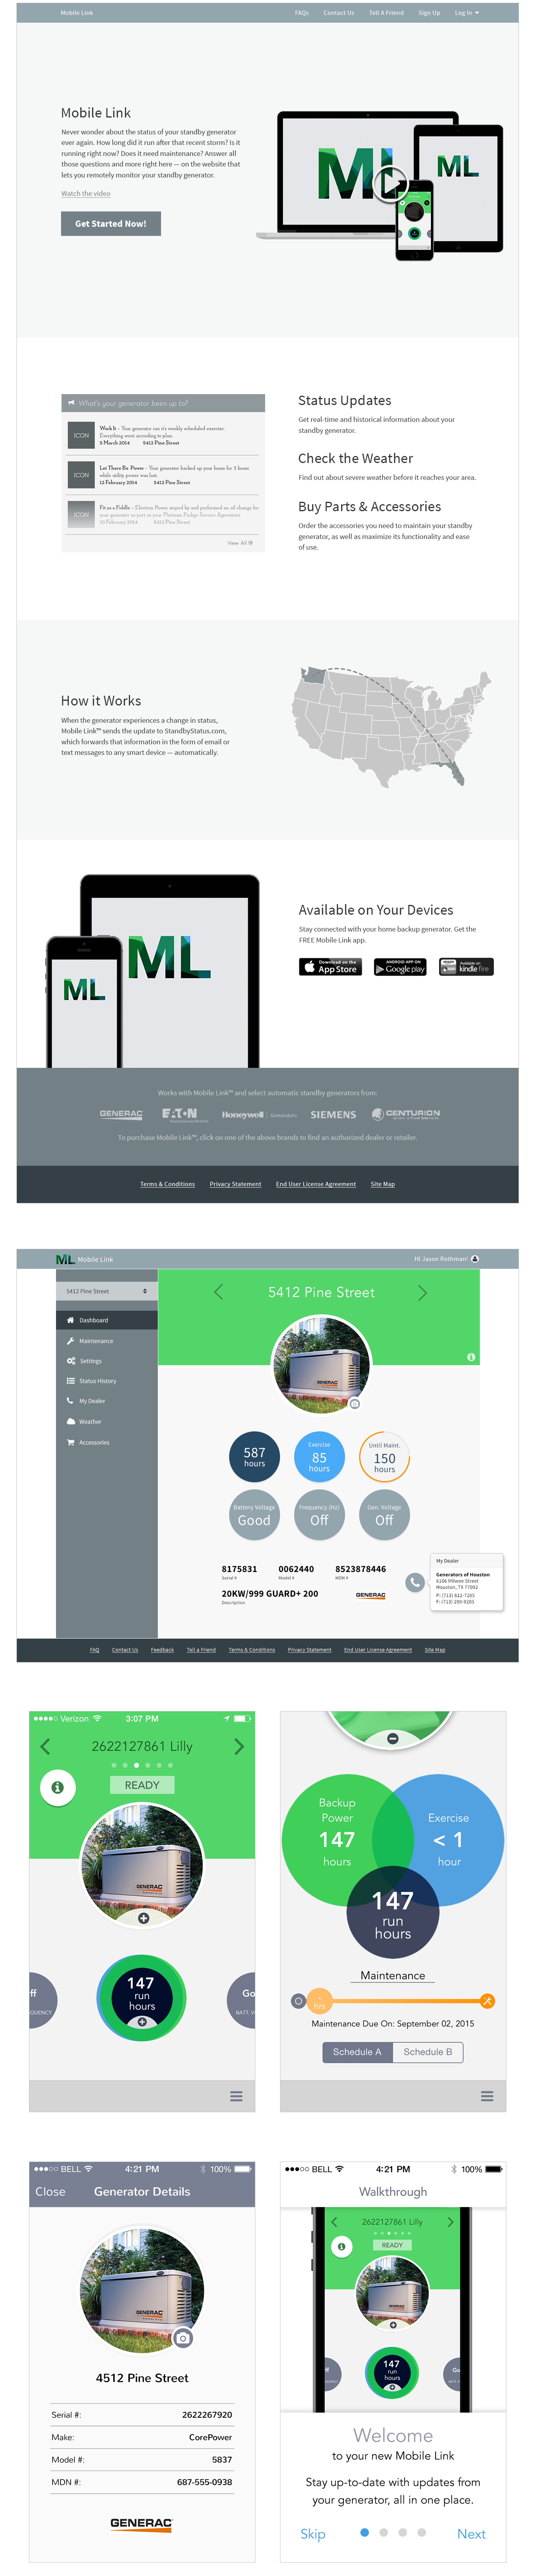 Mobile Link
FAQs Contact Us Tell A Friend Sign Up Log In
Mobile Link
Never wonder about the status of your standby generator
ever again. How long did it run after that recent storm? Is it
running right now? Does it need maintenance? Answer all
those questions and more right here — on the website that
lets you remotely monitor your standby generator.
Watch the video
Get Started Now!
ML
ML
What's your generator been up to?
ICON
Work It - Your generator ran it's weekly scheduled exercise.
Everything went according to plan.
5 March 2014 5412 Pine Street
ICON
Let There Be Power - Your generator backed up your home for 3 hours
while utility power was lost.
12 February 2014 5412 Pine Street
ICON
Fit as a Fiddle - Electron Power stopped by and performed an oil change for
your generator as part os your Platinum Packge Service Agreement.
10 February 2014 5412 Pine Street
View All
Status Updates
Get real-time and historical information about your
standby generator.
Check the Weather
Find out about severe weather before it reaches your area.
Buy Parts & Accessories
Order the accessories you need to maintain your standby
generator, as well as maximize its functionality and ease
of use.
How it Works
When the generator experiences a change in status,
Mobile Link™ sends the update to StandbyStatus.com,
which forwards that information in the form of email or
text messages to any smart device — automatically.
ML
ML
Available on Your Devices
Stay connected with your home backup generator. Get the
FREE Mobile Link app.
Download on the
App Store
ANDROID APP ON
Google play
Available on
kindle fire
Works with Mobile Link™ and select automatic standby generators from:
GENERAC EATON Honeywell Generators SIEMENS CENTURION
To purchase Mobile Link™, click on one of the above brands to find an authorized dealer or retailer.
Terms & Conditions Privacy Statement End User License Agreement Site Map
ML Mobile Link
Hi Jason Rothman!
5412 Pine Street
Dashboard
Maintenance
Settings
Status History
My Dealer
Weather
Accessories
5412 Pine Street
GENERAC
587
hours
Exercise
85
hours
Until Maint.
150
hours
Battery Voltage
Good
Frequency (Hz)
Off
Gen. Voltage
Off
8175831 0062440 8523878446
Serial # Model # MDN #
20KW/999 GUARD+ 200
Description
GENERAC
My Dealer
Generators of Houston
6106 Milwee Street
Houston, TX 77092
P: (713) 812-7265
F: (713) 290-9285
FAQ Contact Us Feedback Tell a Friend Terms & Conditions Privacy Statement End User License Agreement Site Map
Verizon 3:07 PM
2622127861 Lilly
READY
GENERAC
ff
QUENCY
147
run
hours
Go
BATT. V
Backup
Power
147
hours
Exercise
< 1
hour
147
run
hours
Maintenance
-
hrs
Maintenance Due On: September 02, 2015
Schedule A Schedule B
BELL 4:21 PM 100%
Close Generator Details
GENERAC
4512 Pine Street
Serial #: 2622267920
Make: CorePower
Model #: 5837
MDN #: 687-555-0938
GENERAC
BELL 4:21 PM 100%
Walkthrough
2622127861 Lilly
READY
GENERAC
ff
147
run
hours
Go
Welcome
to your new Mobile Link
Stay up-to-date with updates from
your generator, all in one place.
Skip Next